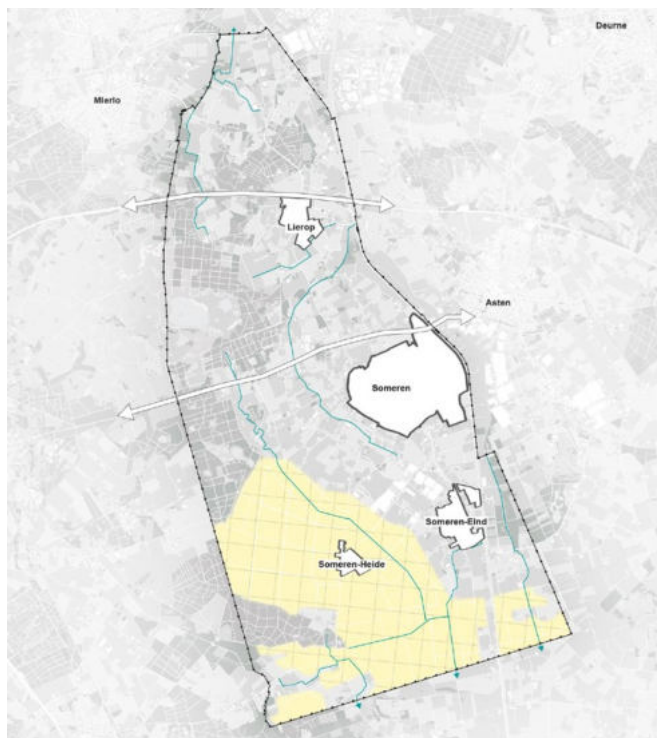 Deurne
Mierlo
Lierop
Asten
Someren
Someren-Eind
Someren-Heide